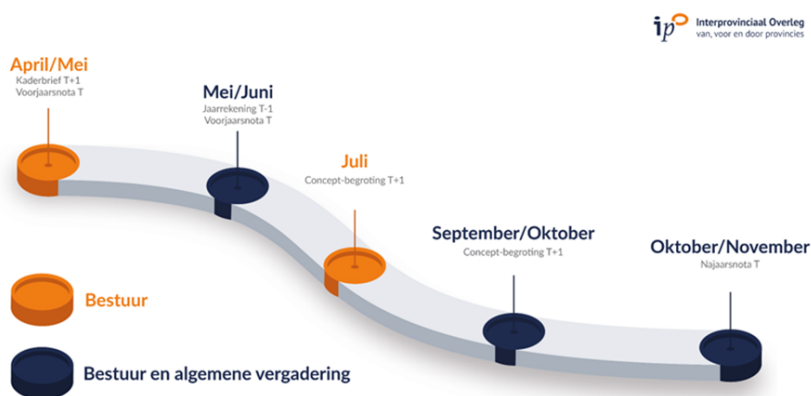 ip Interprovinciaal Overleg
van, voor en door provincies
April/Mei
Kaderbrief T+1
Voorjaarsnota T
Mei/Juni
Jaarrekening T-1
Voorjaarsnota T
Juli
Concept-begroting T+1
September/Oktober
Concept-begroting T+1
Oktober/November
Najaarsnota T
Bestuur
Bestuur en algemene vergadering